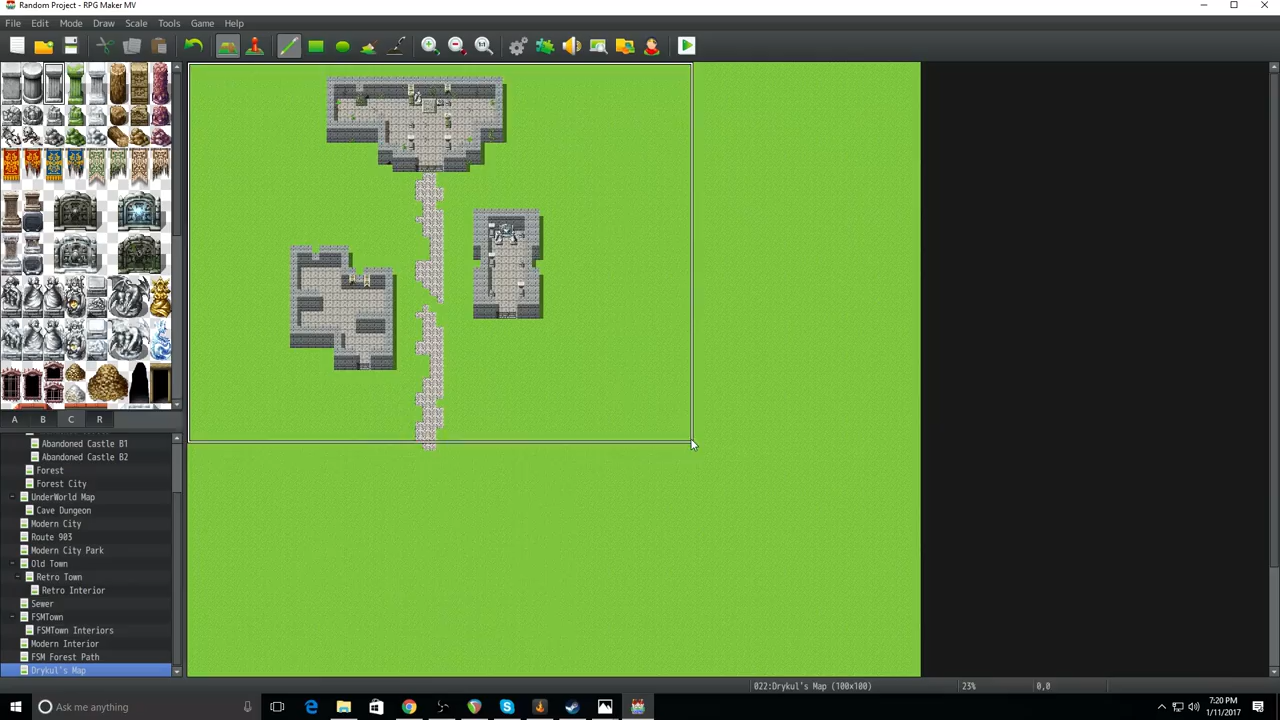 Random Project - RPG Maker MV
File Edit Mode Draw Scale Tools Game Help
A B C R
Abandoned Castle B1
Abandoned Castle B2
Forest
Forest City
UnderWorld Map
Cave Dungeon
Modern City
Route 903
Modern City Park
Old Town
Retro Town
Retro Interior
Sewer
FSMTown
FSMTown Interiors
Modern Interior
FSM Forest Path
Drykul's Map
022:Drykul's Map (100x100) 23% 0,0
Ask me anything
7:20 PM
1/11/2017